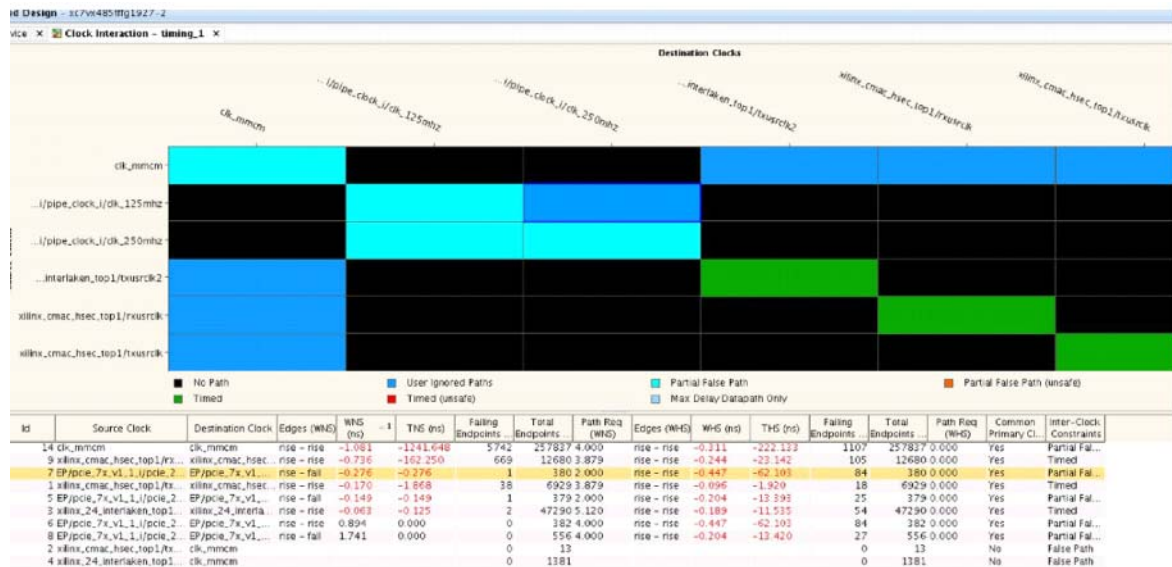 ed Design - xc7vx485tffg1927-2
vice × Clock Interaction - timing_1 ×
Destination Clocks
clk_mmcm
...i/pipe_clock_i/clk_125mhz
...i/pipe_clock_i/clk_250mhz
...interlaken_top1/txusrclk2
xilinx_cmac_hsec_top1/rxusrclk
xilinx_cmac_hsec_top1/txusrclk
clk_mmcm
...i/pipe_clock_i/clk_125mhz
...i/pipe_clock_i/clk_250mhz
...interlaken_top1/txusrclk2
xilinx_cmac_hsec_top1/rxusrclk
xilinx_cmac_hsec_top1/txusrclk
No Path User Ignored Paths Partial False Path Partial False Path (unsafe)
Timed Timed (unsafe) Max Delay Datapath Only
Id Source Clock Destination Clock Edges (WNS) WNS (ns) 1 TNS (ns) Failing Endpoints ... Total Endpoints ... Path Req (WNS) Edges (WHS) WHS (ns) THS (ns) Failing Endpoints ... Total Endpoints ... Path Req (WHS) Common Primary Cl... Inter-Clock Constraints
14 clk_mmcm clk_mmcm rise - rise -1.081 -1241.648 5742 257837 4.000 rise - rise -0.311 -222.133 1107 257837 0.000 Yes Partial Fal...
9 xilinx_cmac_hsec_top1/rx... xilinx_cmac_hsec... rise - rise -0.736 -162.250 669 12680 3.879 rise - rise -0.244 -23.142 105 12680 0.000 Yes Timed
7 EP/pcie_7x_v1_1_i/pcie_2... EP/pcie_7x_v1_... rise - fall -0.276 -0.276 1 380 2.000 rise - rise -0.447 -62.103 84 380 0.000 Yes Partial Fal...
1 xilinx_cmac_hsec_top1/tx... xilinx_cmac_hsec... rise - rise -0.170 -1.868 38 6929 3.879 rise - rise -0.096 -1.920 18 6929 0.000 Yes Timed
5 EP/pcie_7x_v1_1_i/pcie_2... EP/pcie_7x_v1_... rise - fall -0.149 -0.149 1 379 2.000 rise - rise -0.204 -13.393 25 379 0.000 Yes Partial Fal...
3 xilinx_24_interlaken_top1... xilinx_24_interla... rise - rise -0.063 -0.125 2 47290 5.120 rise - rise -0.189 -11.535 54 47290 0.000 Yes Timed
6 EP/pcie_7x_v1_1_i/pcie_2... EP/pcie_7x_v1_... rise - rise 0.894 0.000 0 382 4.000 rise - rise -0.447 -62.103 84 382 0.000 Yes Partial Fal...
8 EP/pcie_7x_v1_1_i/pcie_2... EP/pcie_7x_v1_... rise - fall 1.741 0.000 0 556 4.000 rise - rise -0.204 -13.420 27 556 0.000 Yes Partial Fal...
2 xilinx_cmac_hsec_top1/tx... clk_mmcm 0 13 0 13 No False Path
4 xilinx_24_interlaken_top1... clk_mmcm 0 1381 0 1381 No False Path